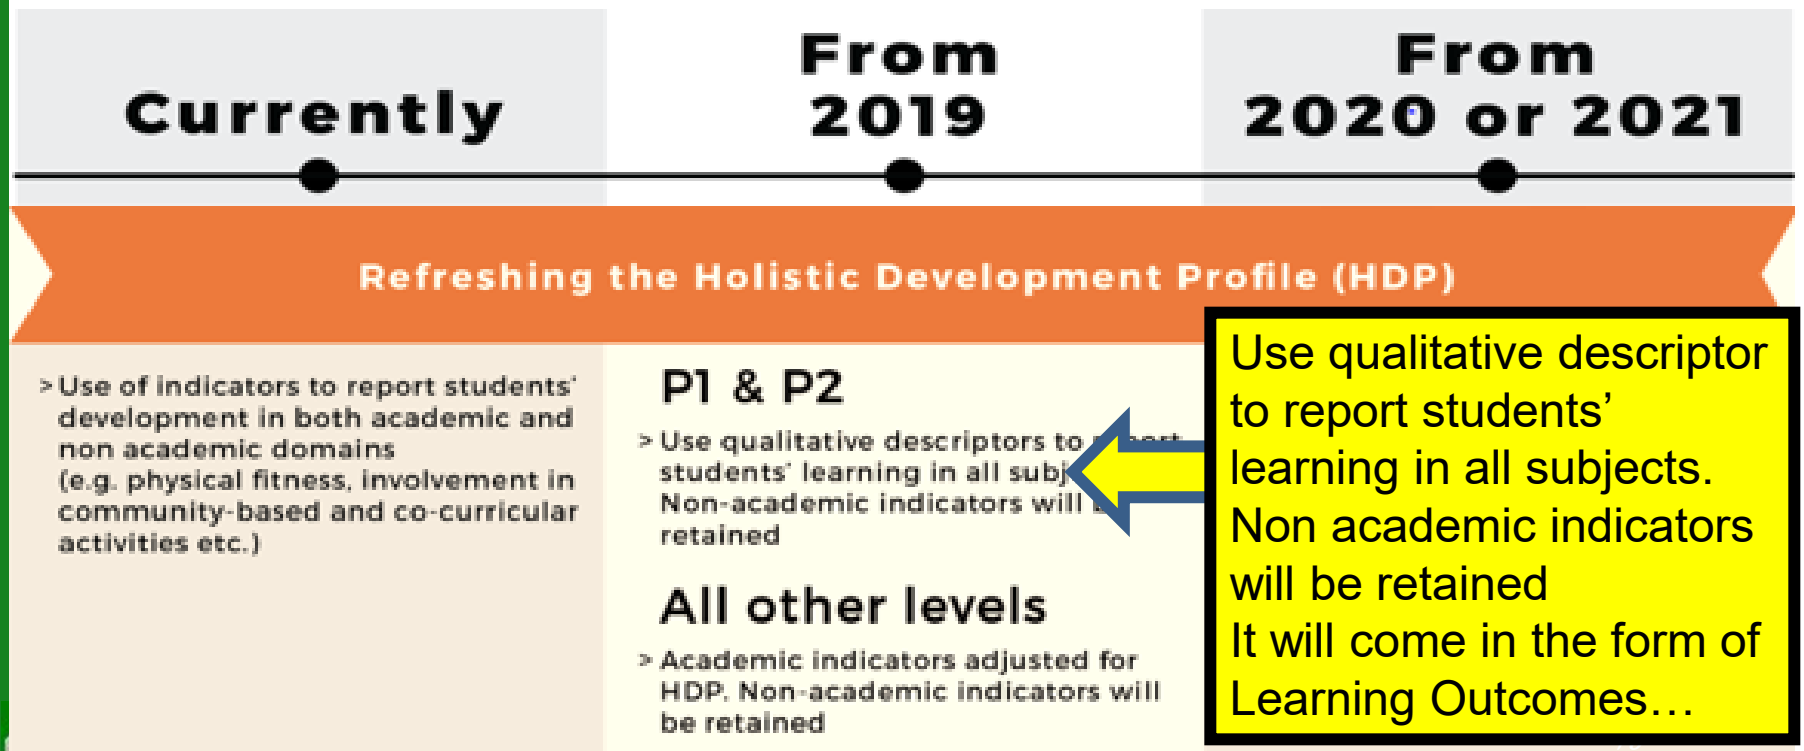 Currently
From
2019
From
2020 or 2021
Refreshing the Holistic Development Profile (HDP)
> Use of indicators to report students'
development in both academic and
non academic domains
(e.g. physical fitness, involvement in
community-based and co-curricular
activities etc.)
P1 & P2
> Use qualitative descriptors to
students' learning in all
Non-academic indicators will
retained
All other levels
> Academic indicators adjusted for
HDP. Non-academic indicators will
be retained
Use qualitative descriptor
to report students’
learning in all subjects.
Non academic indicators
will be retained
It will come in the form of
Learning Outcomes…